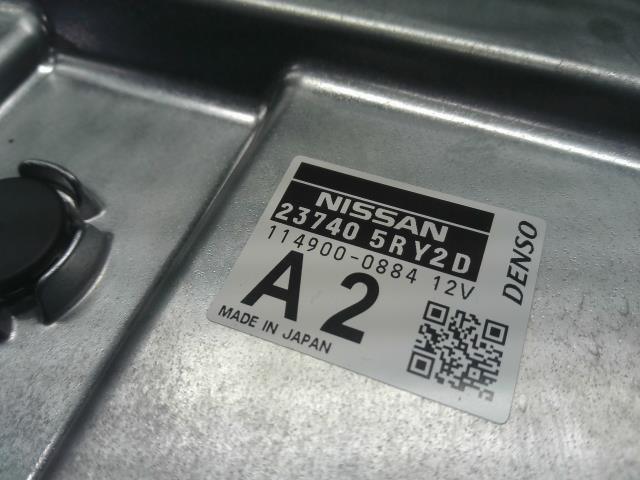 NISSAN
23740 5RY2D
114900-0884 12V
A2
MADE IN JAPAN
DENSO